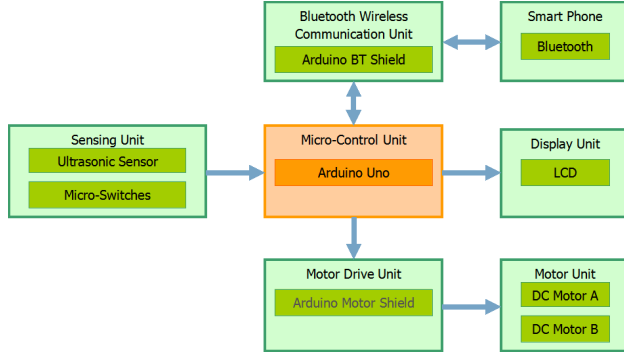 Bluetooth Wireless
Communication Unit
Arduino BT Shield
Smart Phone
Bluetooth
Sensing Unit
Ultrasonic Sensor
Micro-Switches
Micro-Control Unit
Arduino Uno
Display Unit
LCD
Motor Drive Unit
Arduino Motor Shield
Motor Unit
DC Motor A
DC Motor B